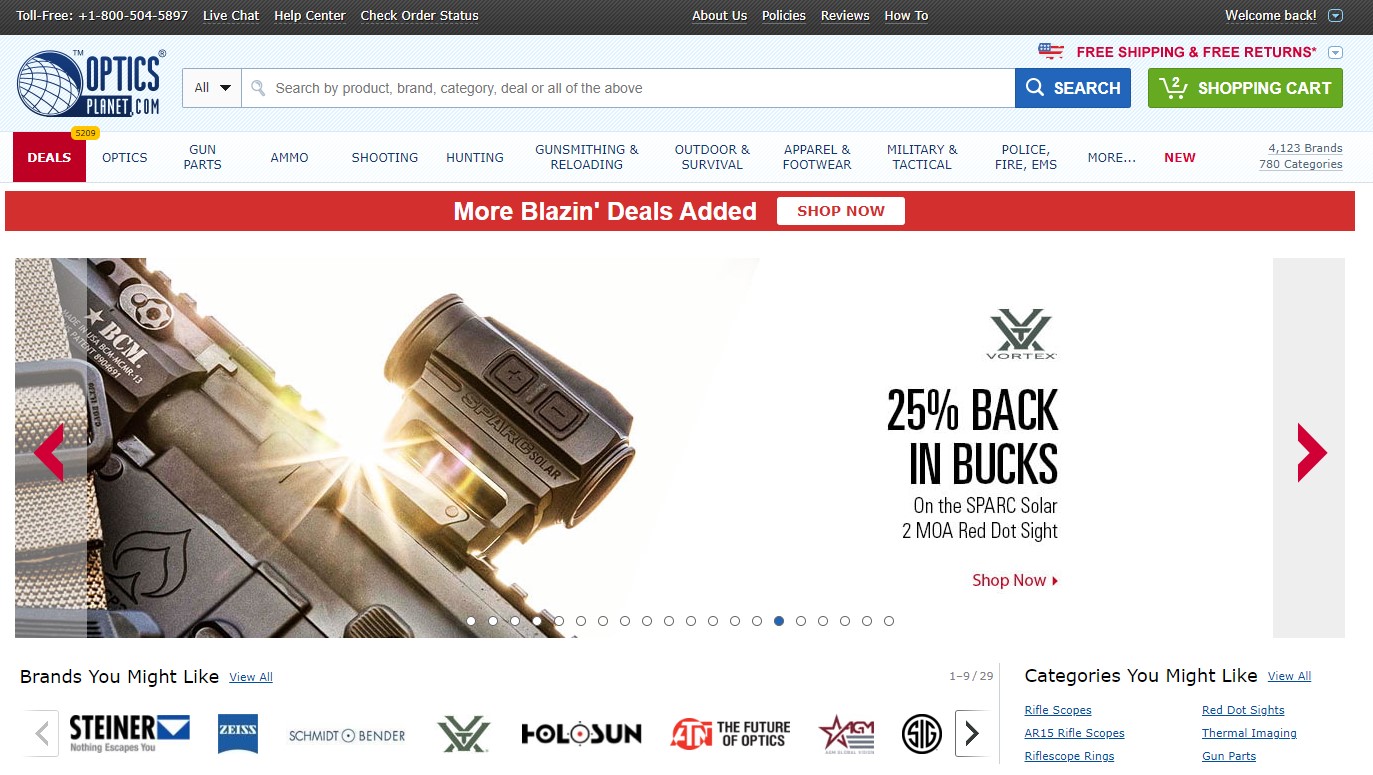 Toll-Free: +1-800-504-5897 Live Chat Help Center Check Order Status About Us Policies Reviews How To Welcome back!
FREE SHIPPING & FREE RETURNS*
™ ®
OPTICS
PLANET.COM
All Search by product, brand, category, deal or all of the above SEARCH 2 SHOPPING CART
5209
DEALS OPTICS GUN PARTS AMMO SHOOTING HUNTING GUNSMITHING & RELOADING OUTDOOR & SURVIVAL APPAREL & FOOTWEAR MILITARY & TACTICAL POLICE, FIRE, EMS MORE... NEW
4,123 Brands
780 Categories
More Blazin' Deals Added SHOP NOW
BCM.
MADE IN USA BCM-MCMR-13
PATENT 8904691
SPARC SOLAR
VORTEX
25% BACK
IN BUCKS
On the SPARC Solar
2 MOA Red Dot Sight
Shop Now
Brands You Might Like View All 1–9 / 29
STEINER
Nothing Escapes You
ZEISS
SCHMIDT BENDER
HOLOSUN
ATN THE FUTURE
OF OPTICS
AGM
AGM GLOBAL VISION
SIG
Categories You Might Like View All
Rifle Scopes Red Dot Sights
AR15 Rifle Scopes Thermal Imaging
Riflescope Rings Gun Parts